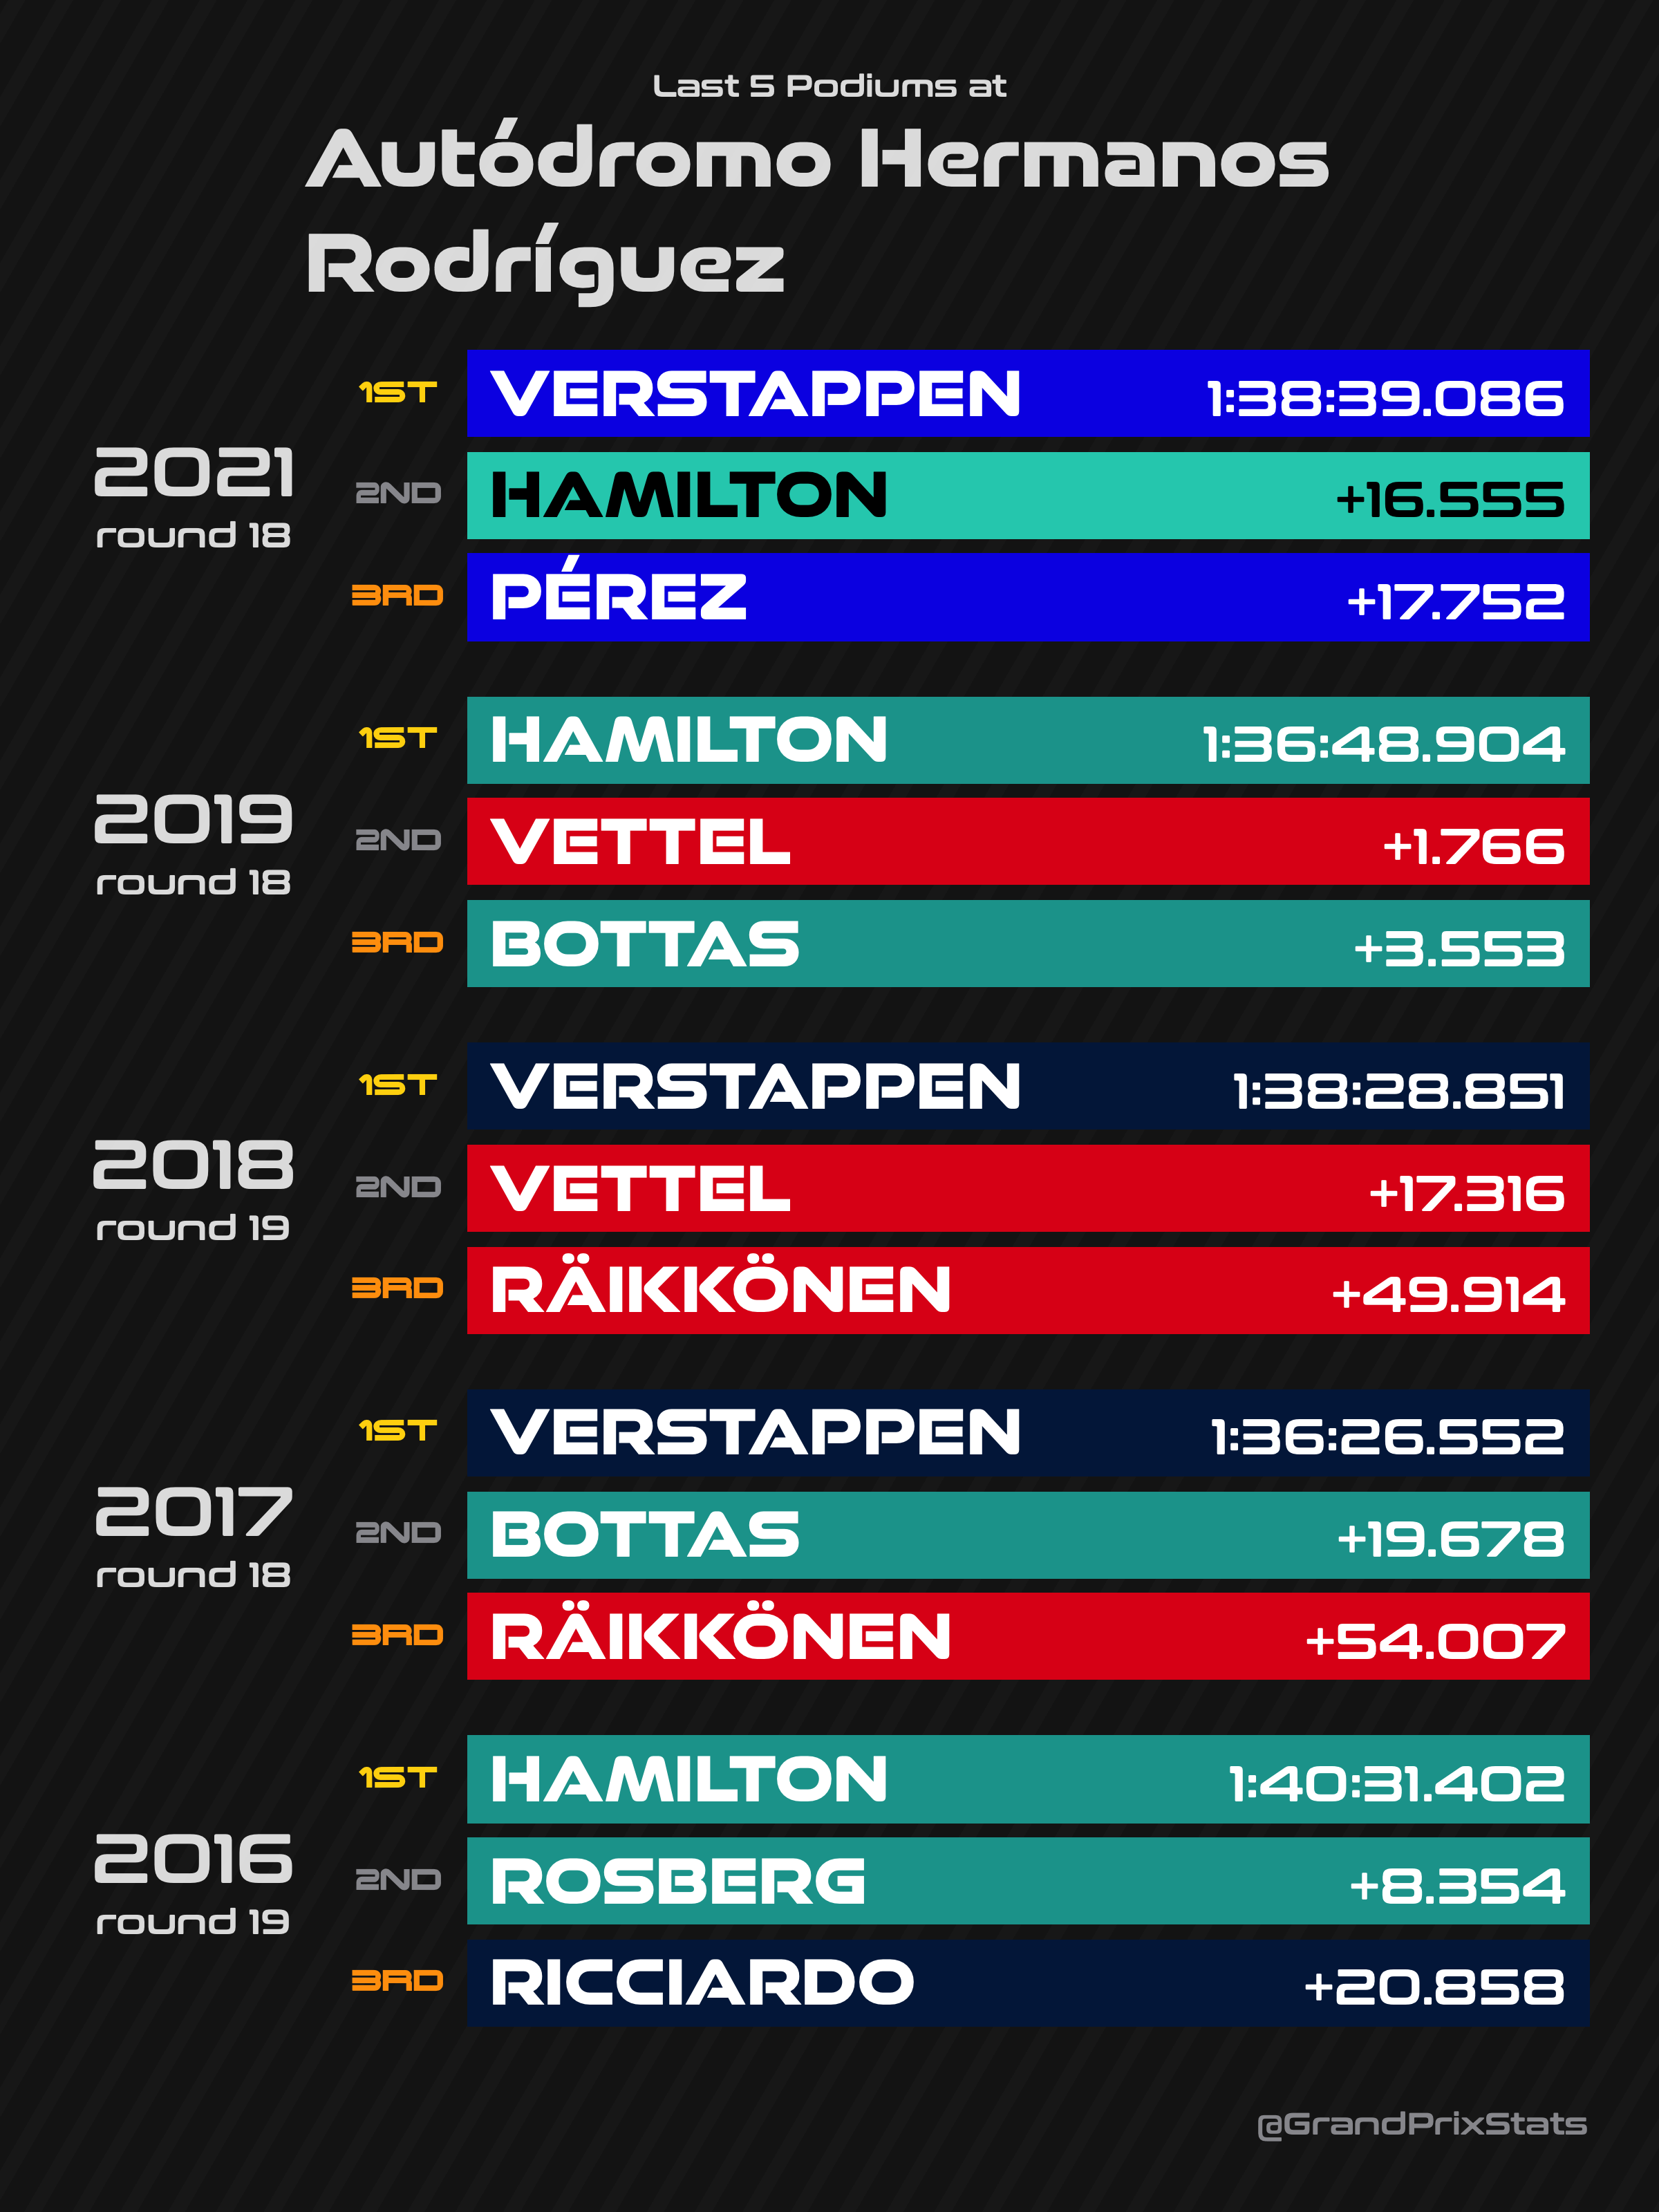 Last 5 Podiums at
Autódromo Hermanos
Rodríguez
2021
round 18
1ST VERSTAPPEN 1:38:39.086
2ND HAMILTON +16.555
3RD PÉREZ +17.752
2019
round 18
1ST HAMILTON 1:36:48.904
2ND VETTEL +1.766
3RD BOTTAS +3.553
2018
round 19
1ST VERSTAPPEN 1:38:28.851
2ND VETTEL +17.316
3RD RÄIKKÖNEN +49.914
2017
round 18
1ST VERSTAPPEN 1:36:26.552
2ND BOTTAS +19.678
3RD RÄIKKÖNEN +54.007
2016
round 19
1ST HAMILTON 1:40:31.402
2ND ROSBERG +8.354
3RD RICCIARDO +20.858
@GrandPrixStats